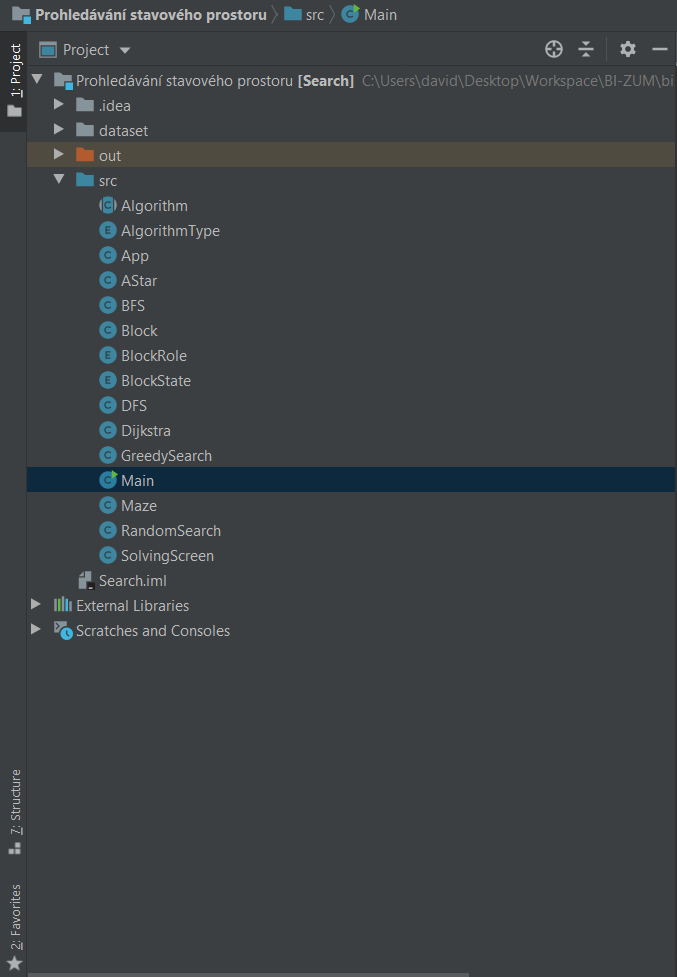 Prohledávání stavového prostoru src Main
1: Project
Project
Prohledávání stavového prostoru [Search] C:\Users\david\Desktop\Workspace\BI-ZUM\bi
.idea
dataset
out
src
Algorithm
AlgorithmType
App
AStar
BFS
Block
BlockRole
BlockState
DFS
Dijkstra
GreedySearch
Main
Maze
RandomSearch
SolvingScreen
Search.iml
External Libraries
Scratches and Consoles
7: Structure
2: Favorites